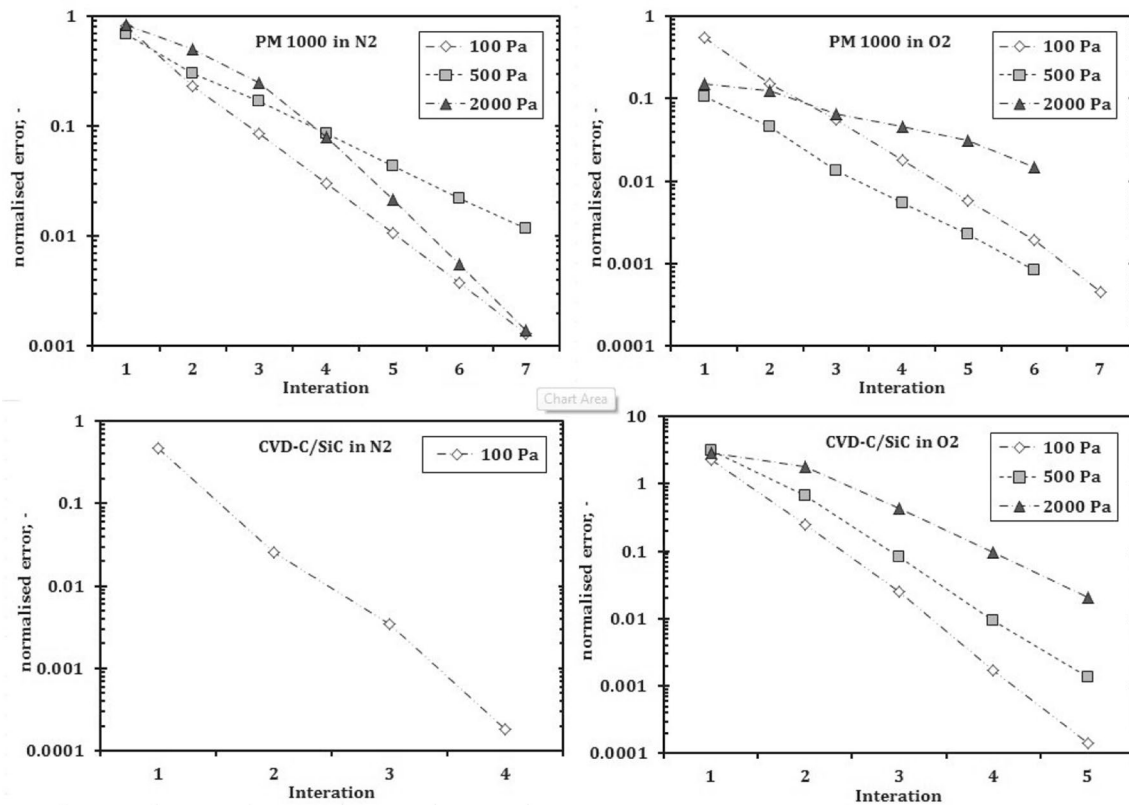 PM 1000 in N2
100 Pa
500 Pa
2000 Pa
1
0.1
0.01
0.001
normalised error, -
1 2 3 4 5 6 7
Interation
PM 1000 in O2
100 Pa
500 Pa
2000 Pa
1
0.1
0.01
0.001
0.0001
normalised error, -
1 2 3 4 5 6 7
Interation
Chart Area
CVD-C/SiC in N2
100 Pa
1
0.1
0.01
0.001
0.0001
normalised error, -
1 2 3 4
Interation
CVD-C/SiC in O2
100 Pa
500 Pa
2000 Pa
10
1
0.1
0.01
0.001
0.0001
normalised error, -
1 2 3 4 5
Interation